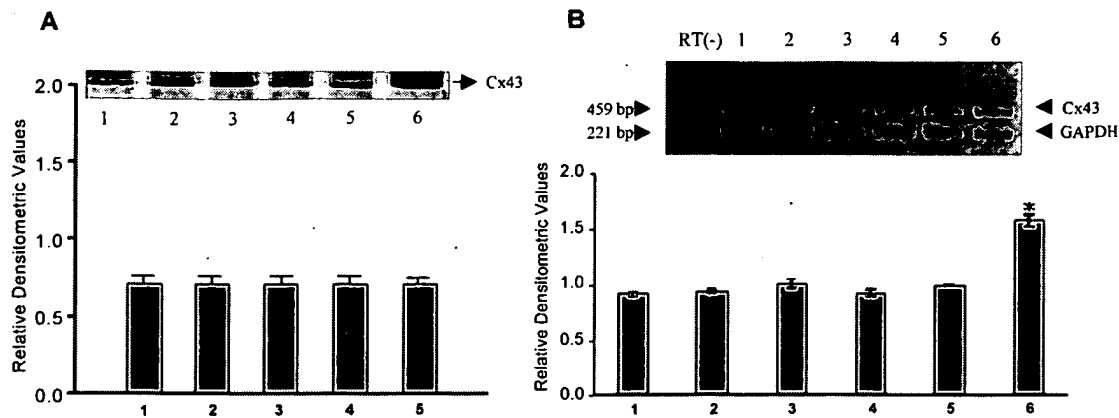 A
Relative Densitometric Values
2.0
1.5
1.0
0.5
0.0
Cx43
1 2 3 4 5 6
1 2 3 4 5
B
RT(-) 1 2 3 4 5 6
459 bp Cx43
221 bp GAPDH
Relative Densitometric Values
2.0
1.5
1.0
0.5
0.0
*
1 2 3 4 5 6